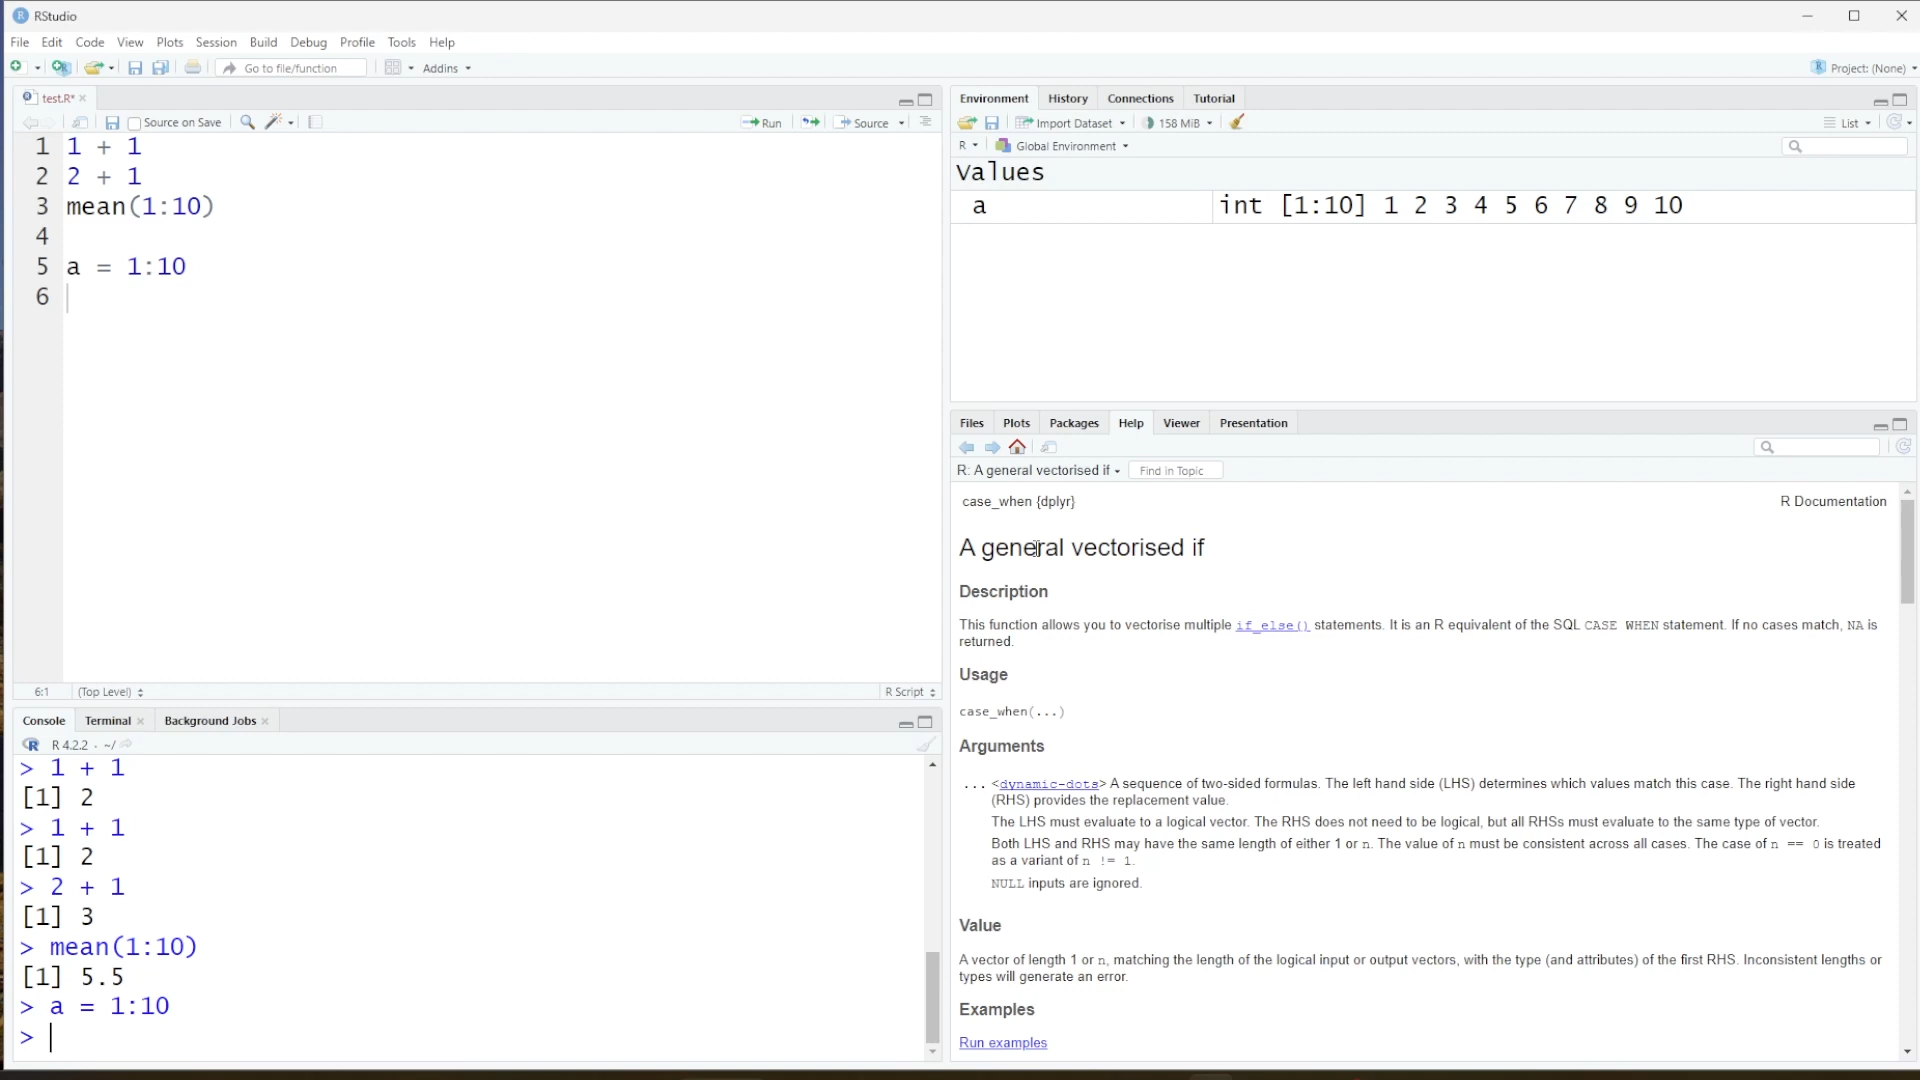 RStudio
File Edit Code View Plots Session Build Debug Profile Tools Help
Go to file/function Addins Project: (None)
test.R*
Source on Save Run Source
1 1 + 1
2 2 + 1
3 mean(1:10)
4
5 a = 1:10
6
6:1 (Top Level) R Script
Console Terminal Background Jobs
R 4.2.2 · ~/
> 1 + 1
[1] 2
> 1 + 1
[1] 2
> 2 + 1
[1] 3
> mean(1:10)
[1] 5.5
> a = 1:10
>
Environment History Connections Tutorial
Import Dataset 158 MiB List
R Global Environment
Values
a int [1:10] 1 2 3 4 5 6 7 8 9 10
Files Plots Packages Help Viewer Presentation
R: A general vectorised if Find in Topic
case_when {dplyr} R Documentation
A general vectorised if
Description
This function allows you to vectorise multiple if_else() statements. It is an R equivalent of the SQL CASE WHEN statement. If no cases match, NA is
returned.
Usage
case_when(...)
Arguments
... <dynamic-dots> A sequence of two-sided formulas. The left hand side (LHS) determines which values match this case. The right hand side
(RHS) provides the replacement value.
The LHS must evaluate to a logical vector. The RHS does not need to be logical, but all RHSs must evaluate to the same type of vector.
Both LHS and RHS may have the same length of either 1 or n. The value of n must be consistent across all cases. The case of n == 0 is treated
as a variant of n != 1.
NULL inputs are ignored.
Value
A vector of length 1 or n, matching the length of the logical input or output vectors, with the type (and attributes) of the first RHS. Inconsistent lengths or
types will generate an error.
Examples
Run examples